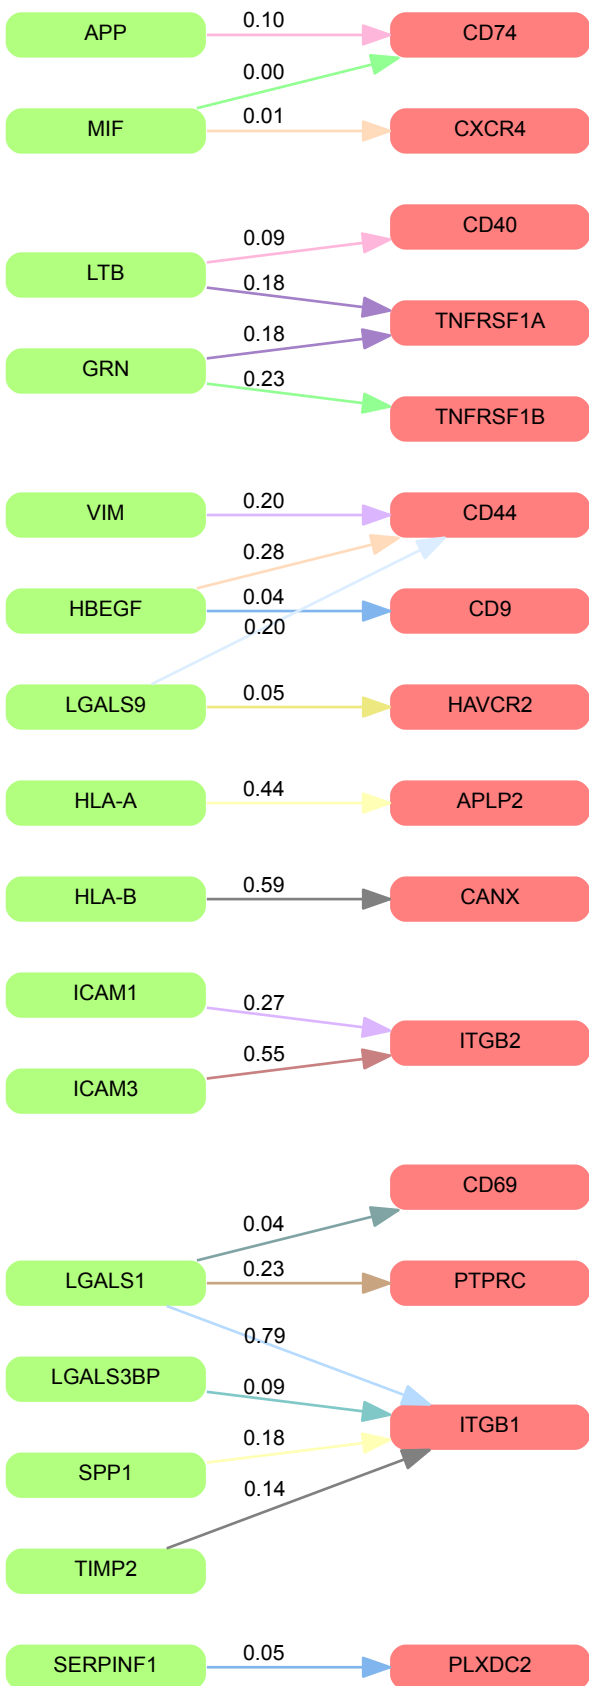 APP 0.10 CD74
0.00
MIF 0.01 CXCR4
CD40
0.09
LTB
0.18
TNFRSF1A
0.18
GRN
0.23
TNFRSF1B
VIM 0.20 CD44
0.28
HBEGF 0.04 CD9
0.20
LGALS9 0.05 HAVCR2
HLA-A 0.44 APLP2
HLA-B 0.59 CANX
ICAM1
0.27
ITGB2
0.55
ICAM3
CD69
0.04
LGALS1 0.23 PTPRC
0.79
LGALS3BP
0.09
ITGB1
0.18
SPP1
0.14
TIMP2
SERPINF1 0.05 PLXDC2